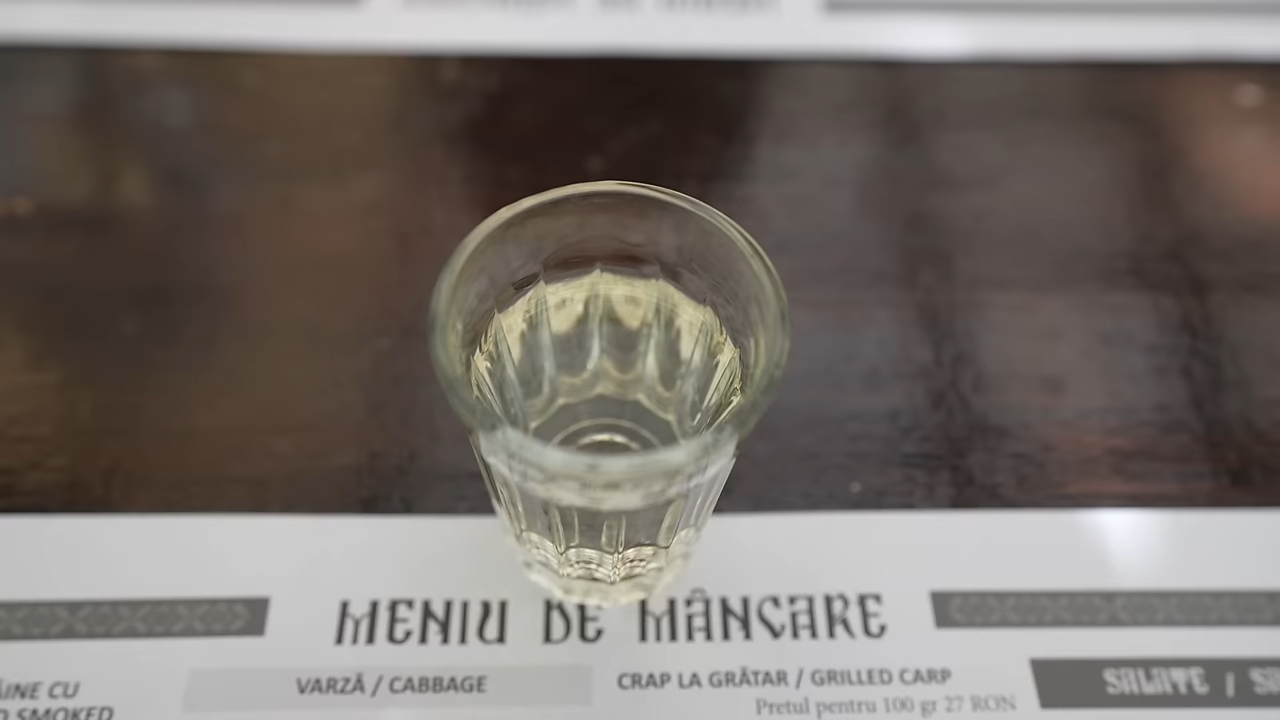 MENIU DE MÂNCARE
ÂINE CU
SMOKED
VARZĂ / CABBAGE
CRAP LA GRĂTAR / GRILLED CARP
Pretul pentru 100 gr 27 RON
SALATE /